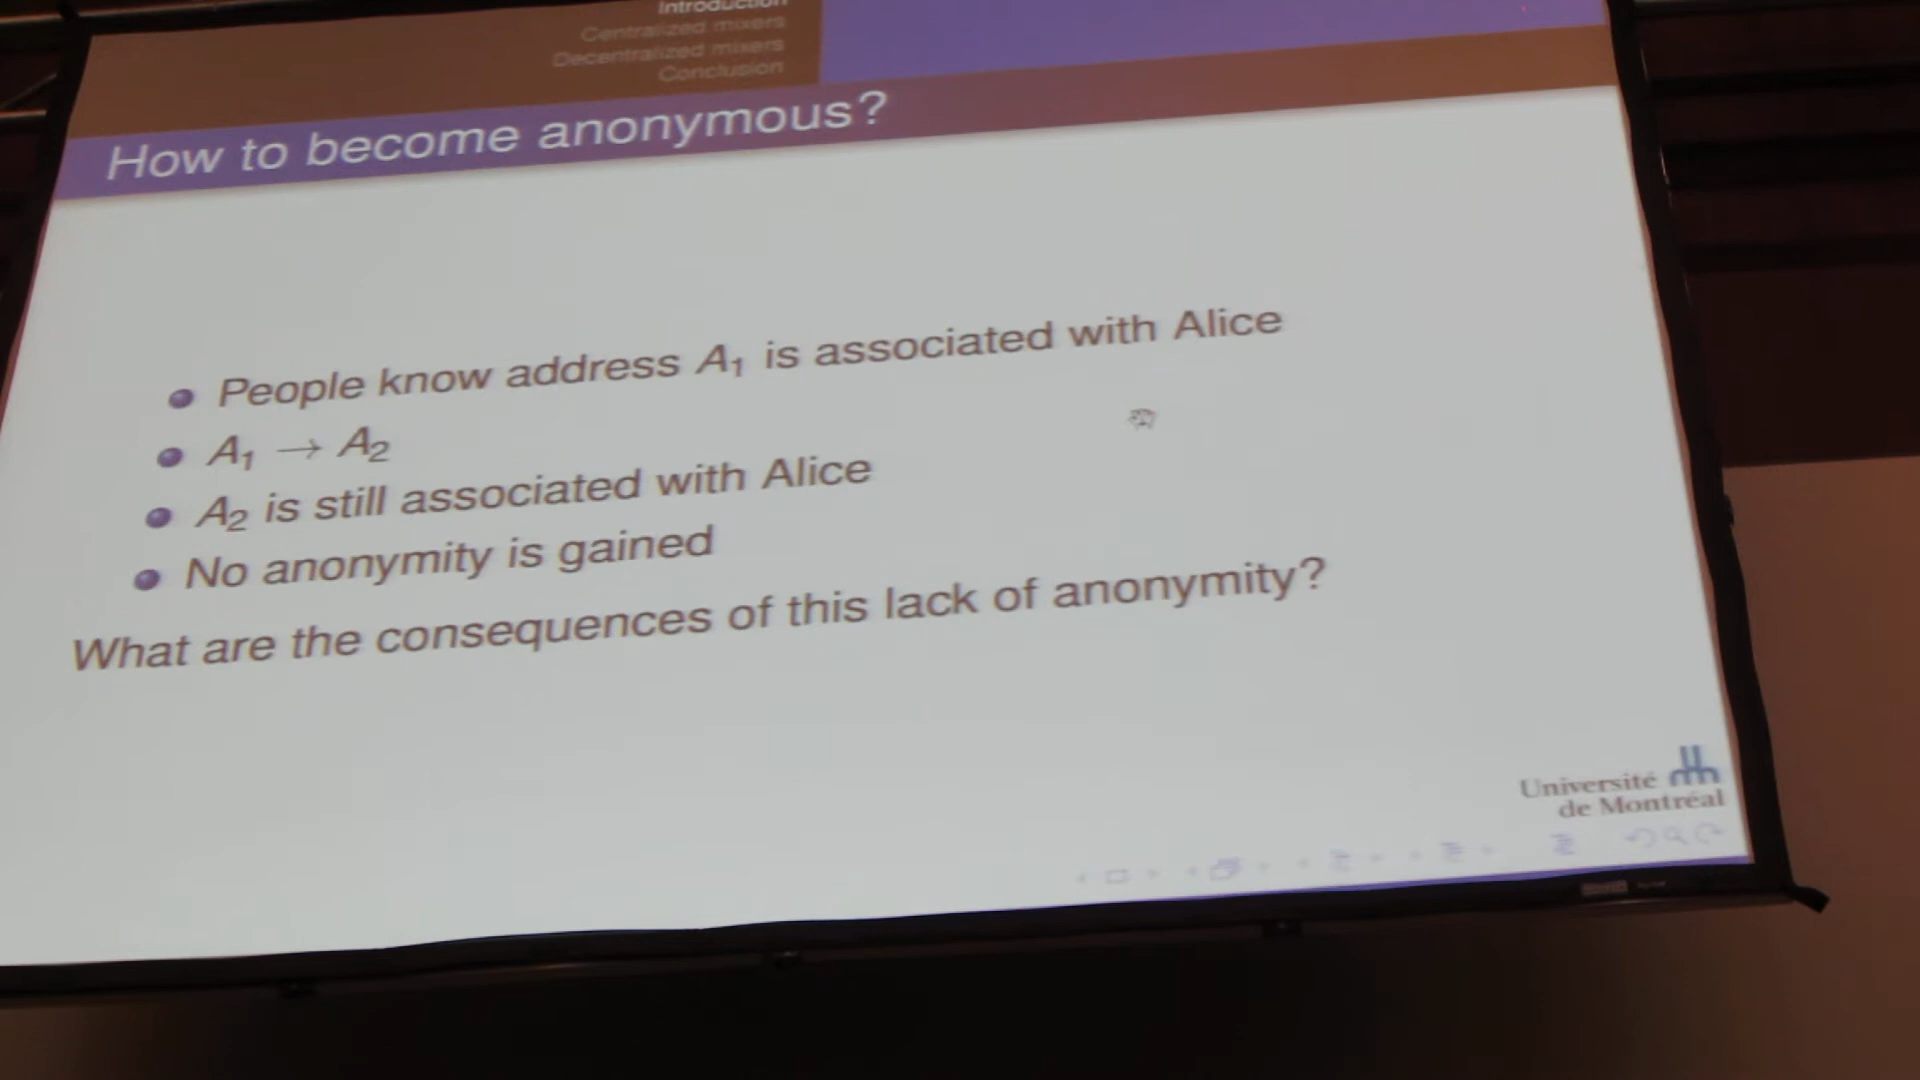 Introduction
Centralized mixers
Decentralized mixers
Conclusion
How to become anonymous?
People know address A₁ is associated with Alice
A₁ → A₂
A₂ is still associated with Alice
No anonymity is gained
What are the consequences of this lack of anonymity?
Université
de Montréal